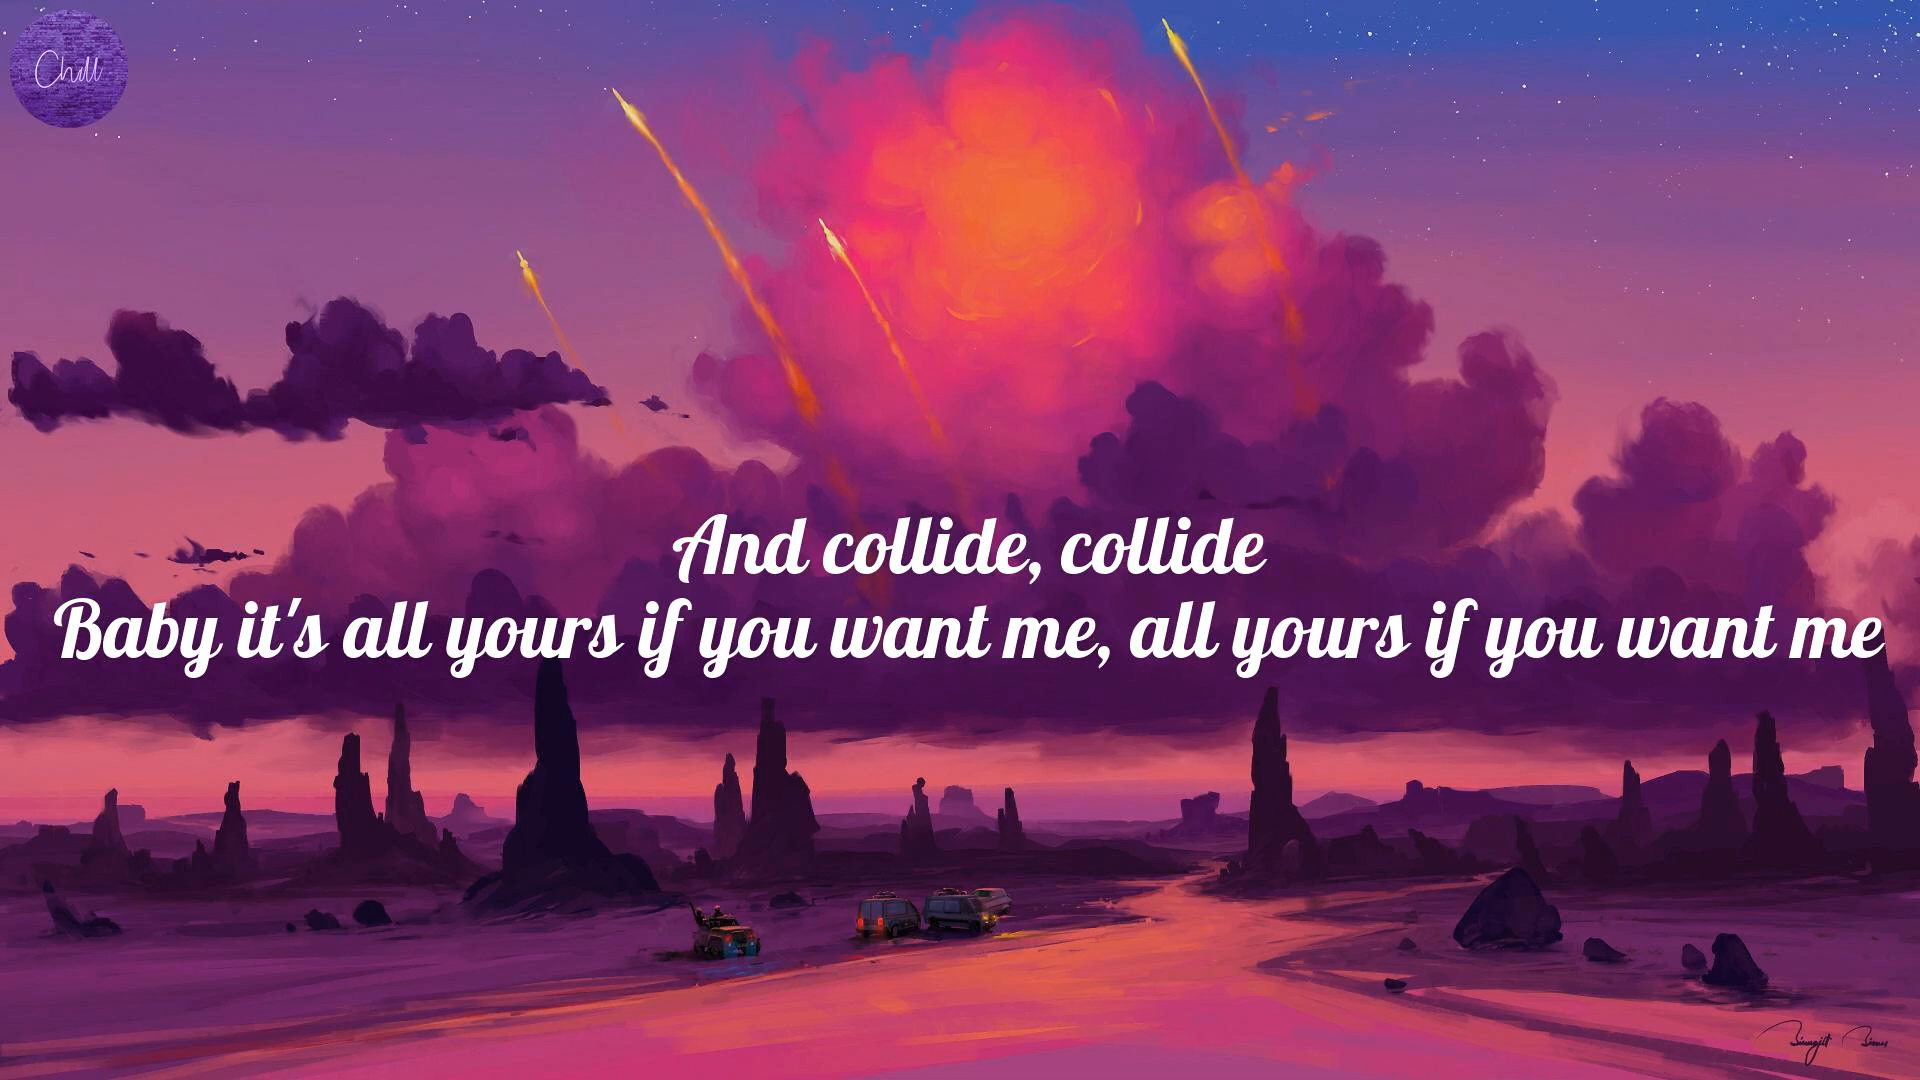 Chill
And collide, collide
Baby it's all yours if you want me, all yours if you want me